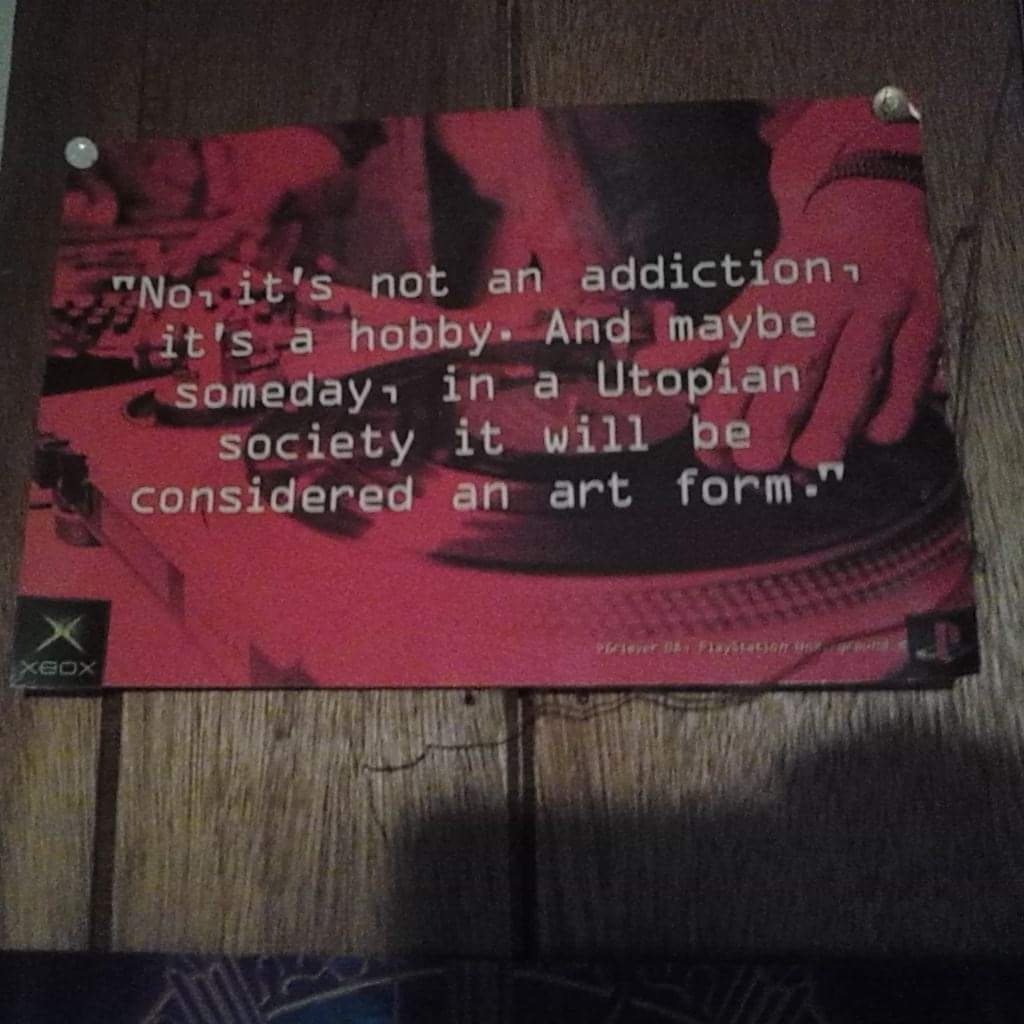 "No, it's not an addiction,
it's a hobby. And maybe
someday, in a Utopian
society it will be
considered an art form."
PlayStation
XBOX